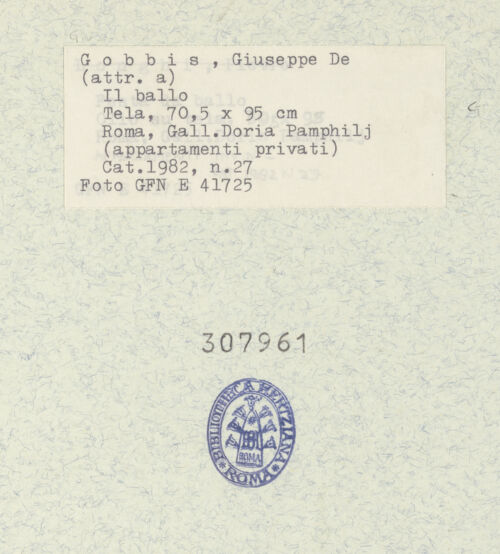 G o b b i s , Giuseppe De
(attr. a)
Il ballo
Tela, 70,5 x 95 cm
Roma, Gall.Doria Pamphilj
(appartamenti privati)
Cat.1982, n.27
Foto GFN E 41725
307961
BIBLIOTHECA HERTZIANA
ROMA
* ROMA *